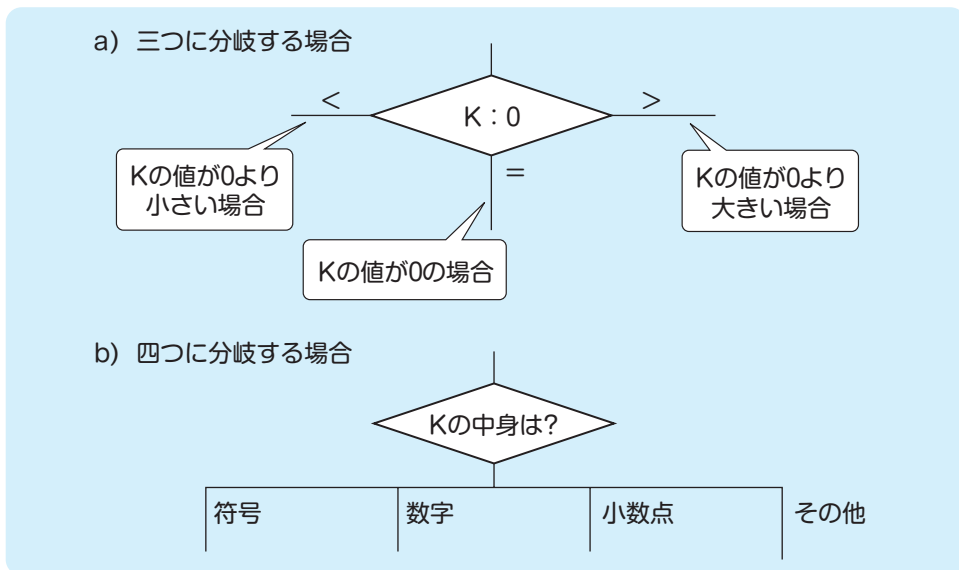 a) 三つに分岐する場合
<
K：0
>
Kの値が0より
小さい場合
=
Kの値が0より
大きい場合
Kの値が0の場合
b) 四つに分岐する場合
Kの中身は?
符号
数字
小数点
その他